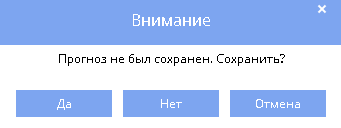 Внимание
Прогноз не был сохранен. Сохранить?
Да
Нет
Отмена